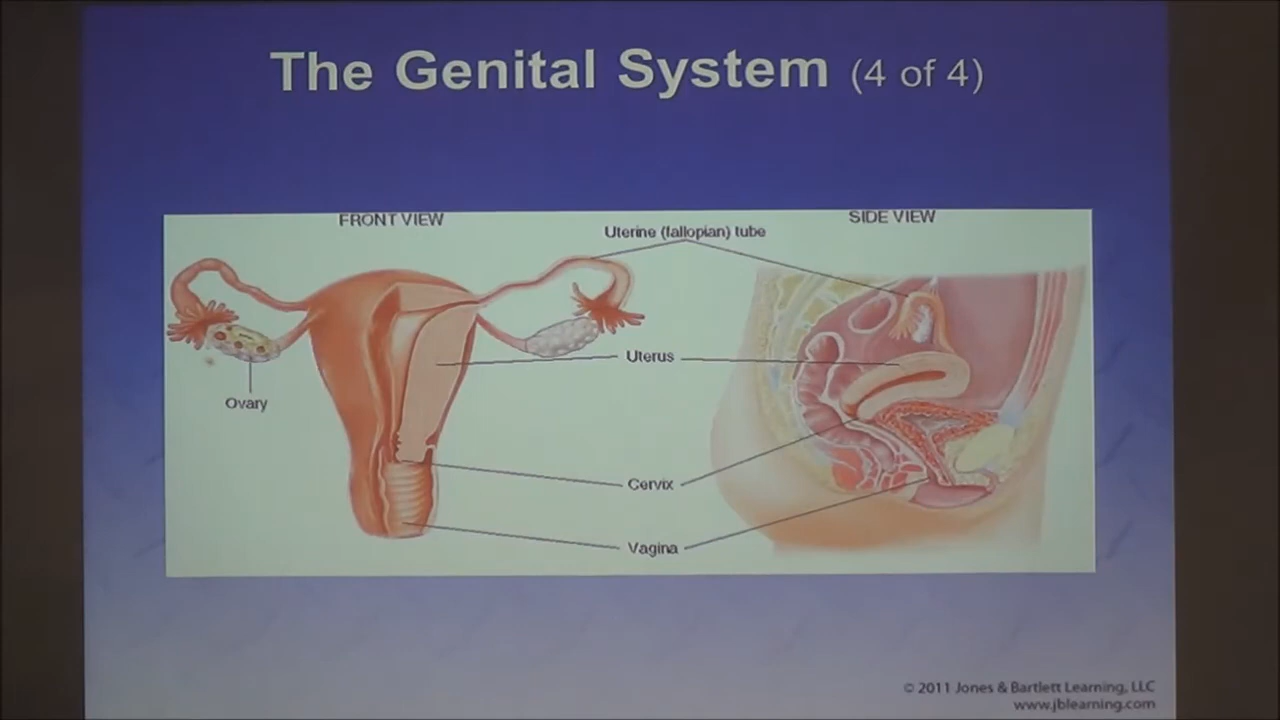 The Genital System (4 of 4)
FRONT VIEW
SIDE VIEW
Uterine (fallopian) tube
Uterus
Ovary
Cervix
Vagina
© 2011 Jones & Bartlett Learning, LLC
www.jblearning.com